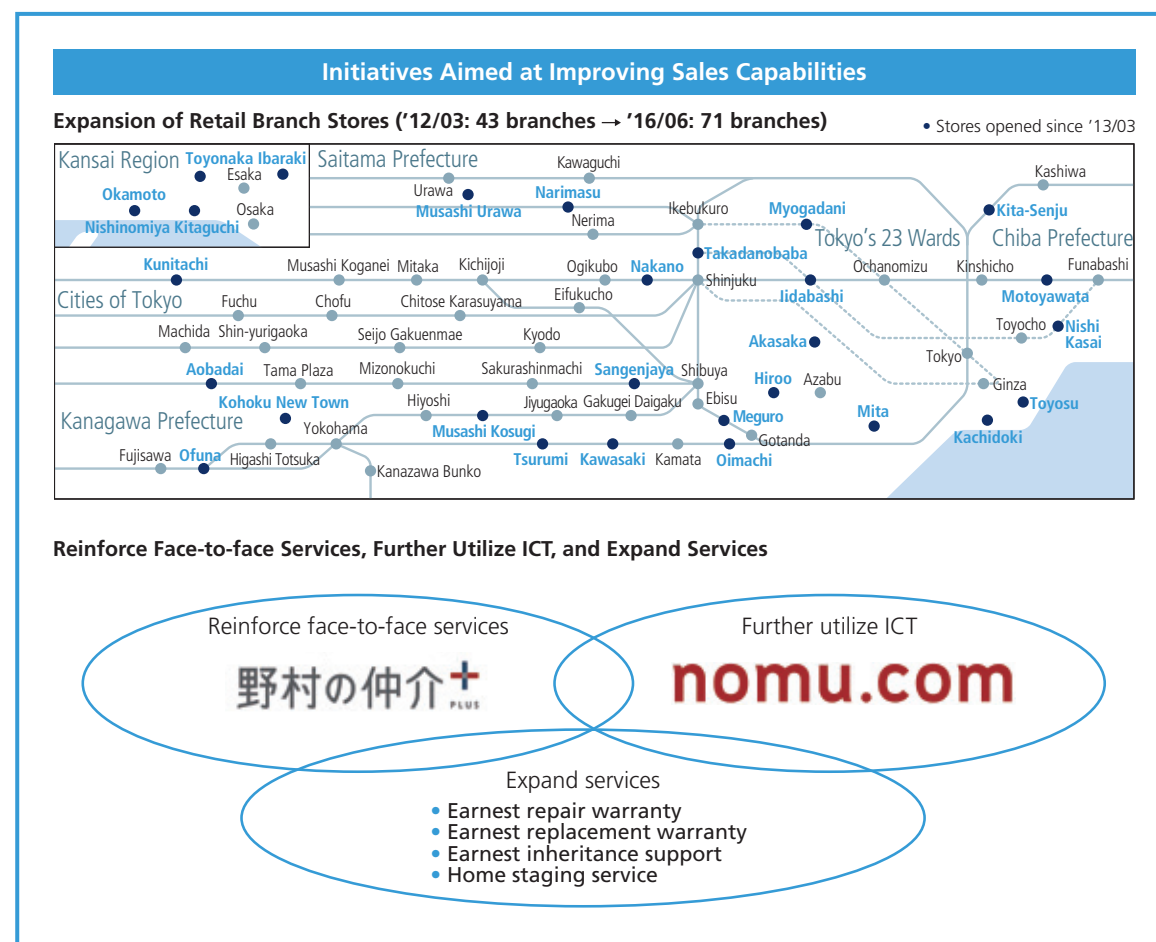 Initiatives Aimed at Improving Sales Capabilities
Expansion of Retail Branch Stores (’12/03: 43 branches → ’16/06: 71 branches)
• Stores opened since ’13/03
Kansai Region
Toyonaka Ibaraki
Esaka
Okamoto
Osaka
Nishinomiya Kitaguchi
Saitama Prefecture
Kawaguchi
Kashiwa
Urawa
Musashi Urawa
Narimasu
Nerima
Ikebukuro
Myogadani
Kita-Senju
Takadanobaba
Tokyo’s 23 Wards
Chiba Prefecture
Kunitachi
Musashi Koganei
Mitaka
Kichijoji
Ogikubo
Nakano
Shinjuku
Iidabashi
Ochanomizu
Kinshicho
Motoyawata
Funabashi
Cities of Tokyo
Fuchu
Chofu
Chitose Karasuyama
Eifukucho
Machida
Shin-yurigaoka
Seijo Gakuenmae
Kyodo
Akasaka
Toyocho
Nishi
Kasai
Tokyo
Aobadai
Tama Plaza
Mizonokuchi
Sakurashinmachi
Sangenjaya
Shibuya
Hiroo
Azabu
Ginza
Kohoku New Town
Hiyoshi
Jiyugaoka
Gakugei Daigaku
Ebisu
Meguro
Mita
Toyosu
Kachidoki
Kanagawa Prefecture
Yokohama
Musashi Kosugi
Gotanda
Fujisawa
Ofuna
Higashi Totsuka
Kanazawa Bunko
Tsurumi
Kawasaki
Kamata
Oimachi
Reinforce Face-to-face Services, Further Utilize ICT, and Expand Services
Reinforce face-to-face services
野村の仲介+
PLUS
Further utilize ICT
nomu.com
Expand services
• Earnest repair warranty
• Earnest replacement warranty
• Earnest inheritance support
• Home staging service